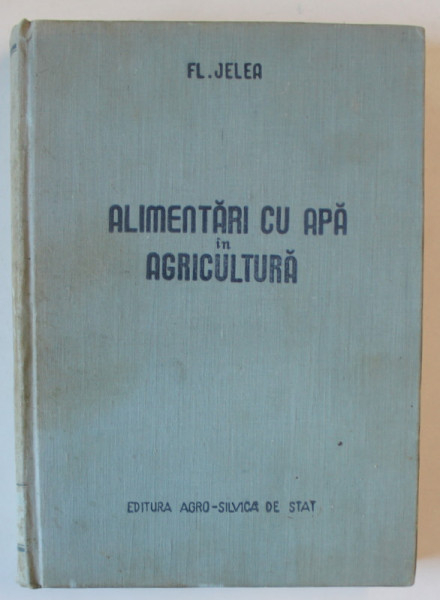 FL. JELEA
ALIMENTĂRI CU APĂ
în
AGRICULTURĂ
EDITURA AGRO-SILVICĂ DE STAT